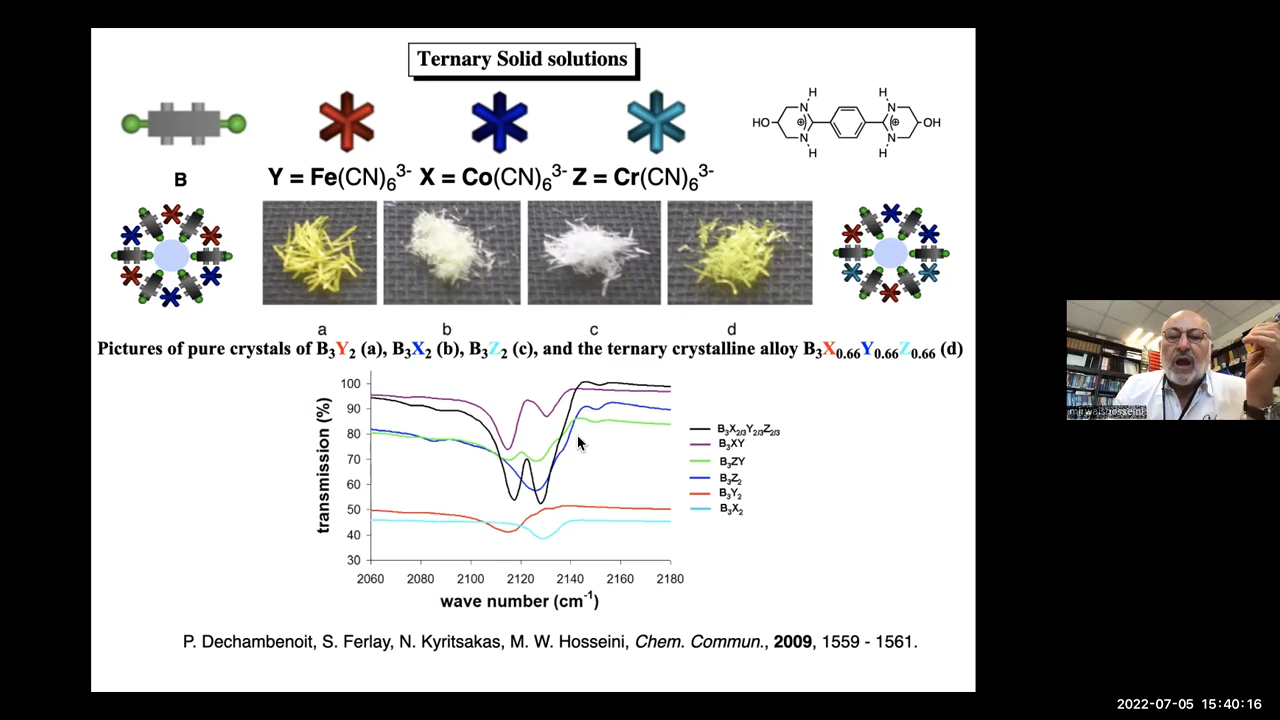 Ternary Solid solutions
H H
N N
HO ⊕ ⊕ OH
N N
H H
B
Y = Fe(CN)₆³⁻ X = Co(CN)₆³⁻ Z = Cr(CN)₆³⁻
a b c d
Pictures of pure crystals of B₃Y₂ (a), B₃X₂ (b), B₃Z₂ (c), and the ternary crystalline alloy B₃X₀.₆₆Y₀.₆₆Z₀.₆₆ (d)
transmission (%)
100
90
80
70
60
50
40
30
2060 2080 2100 2120 2140 2160 2180
wave number (cm⁻¹)
B₃X₂/₃Y₂/₃Z₂/₃
B₃XY
B₃ZY
B₃Z₂
B₃Y₂
B₃X₂
P. Dechambenoit, S. Ferlay, N. Kyritsakas, M. W. Hosseini, Chem. Commun., 2009, 1559 - 1561.
2022-07-05 15:40:16